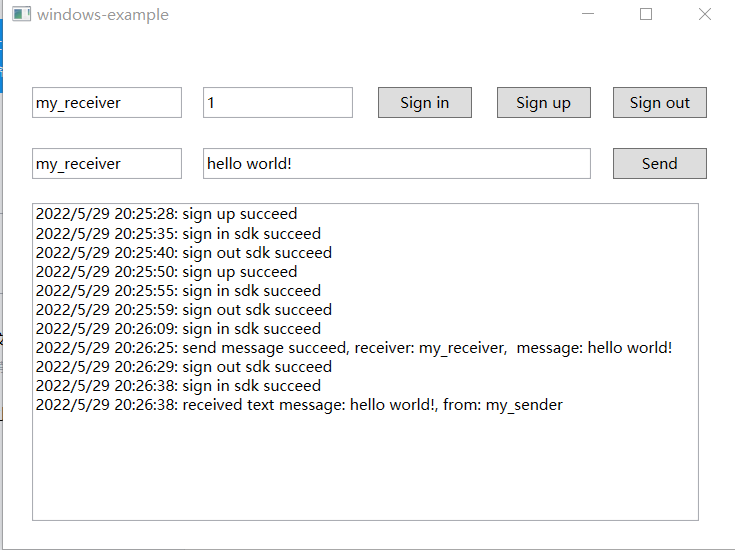 windows-example
my_receiver 1 Sign in Sign up Sign out
my_receiver hello world! Send
2022/5/29 20:25:28: sign up succeed
2022/5/29 20:25:35: sign in sdk succeed
2022/5/29 20:25:40: sign out sdk succeed
2022/5/29 20:25:50: sign up succeed
2022/5/29 20:25:55: sign in sdk succeed
2022/5/29 20:25:59: sign out sdk succeed
2022/5/29 20:26:09: sign in sdk succeed
2022/5/29 20:26:25: send message succeed, receiver: my_receiver,  message: hello world!
2022/5/29 20:26:29: sign out sdk succeed
2022/5/29 20:26:38: sign in sdk succeed
2022/5/29 20:26:38: received text message: hello world!, from: my_sender